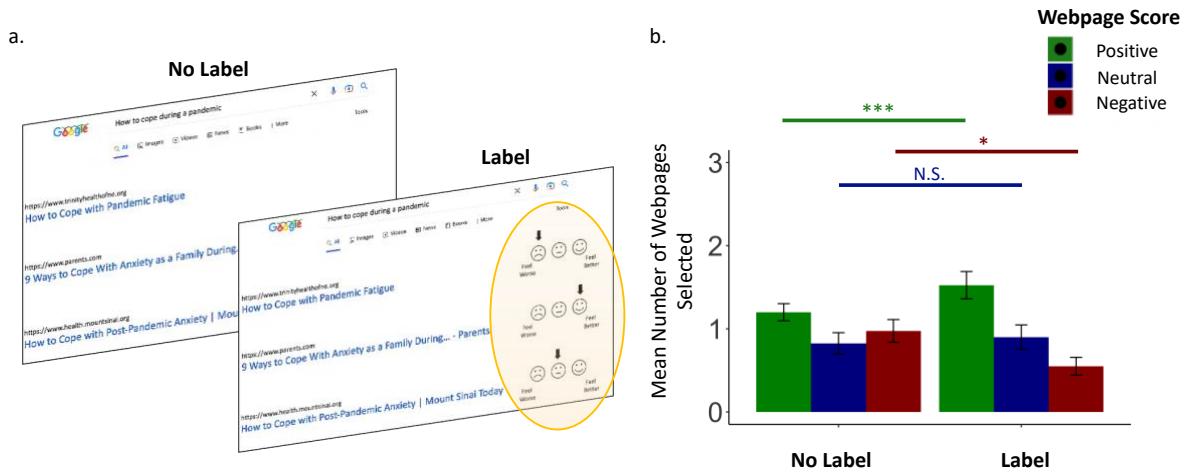 a.
No Label
Google
How to cope during a pandemic
All Images Videos News Books More
Tools
https://www.trinityhealthofne.org
How to Cope with Pandemic Fatigue
https://www.parents.com
9 Ways to Cope With Anxiety as a Family During...
https://www.health.mountsinai.org
How to Cope with Post-Pandemic Anxiety | Mou
Label
Google
How to cope during a pandemic
All Images Videos News Books More
Tools
Feel Worse
Feel Better
https://www.trinityhealthofne.org
How to Cope with Pandemic Fatigue
Feel Worse
Feel Better
https://www.parents.com
9 Ways to Cope With Anxiety as a Family During... - Parents
Feel Worse
Feel Better
https://www.health.mountsinai.org
How to Cope with Post-Pandemic Anxiety | Mount Sinai Today
b.
Webpage Score
Positive
Neutral
Negative
***
*
N.S.
Mean Number of Webpages
Selected
3
2
1
0
No Label
Label